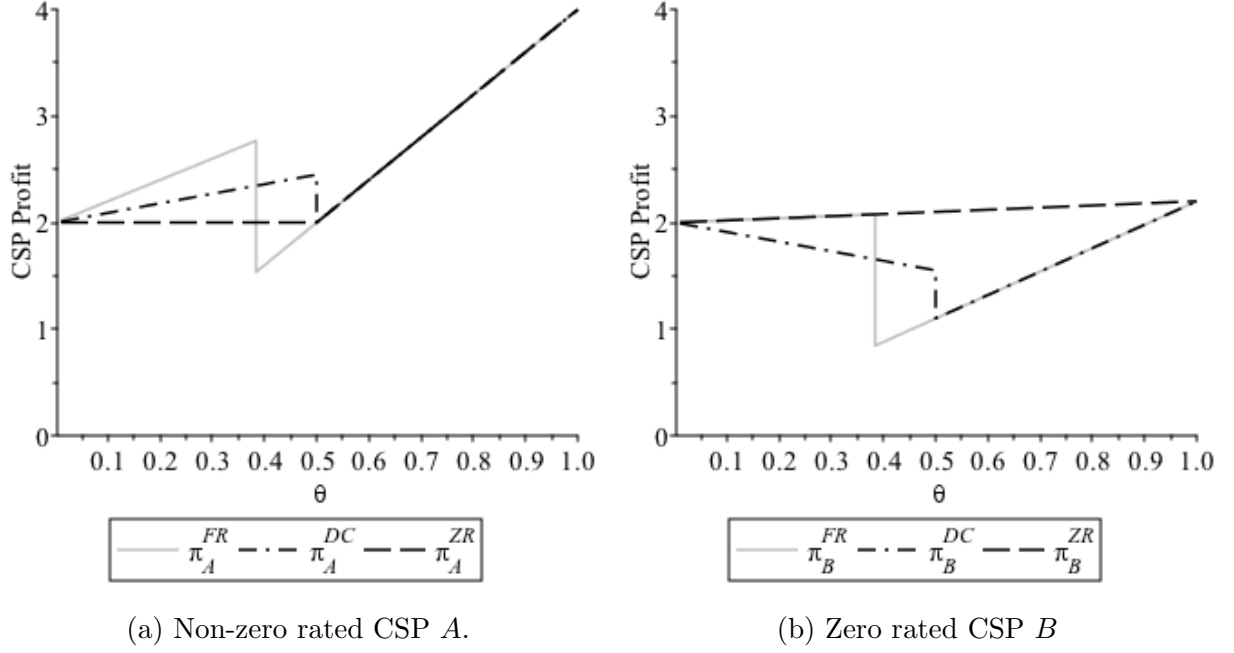 4
3
2
1
0
CSP Profit
0.1 0.2 0.3 0.4 0.5 0.6 0.7 0.8 0.9 1.0
θ
π_A^FR π_A^DC π_A^ZR
(a) Non-zero rated CSP A.
4
3
2
1
0
CSP Profit
0.1 0.2 0.3 0.4 0.5 0.6 0.7 0.8 0.9 1.0
θ
π_B^FR π_B^DC π_B^ZR
(b) Zero rated CSP B